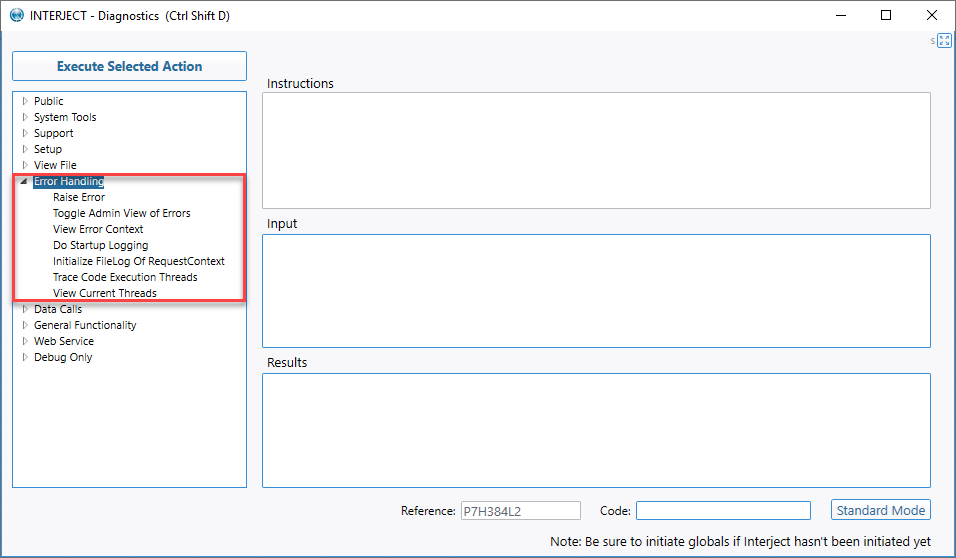 INTERJECT - Diagnostics (Ctrl Shift D)
s
Execute Selected Action
Public
System Tools
Support
Setup
View File
Error Handling
Raise Error
Toggle Admin View of Errors
View Error Context
Do Startup Logging
Initialize FileLog Of RequestContext
Trace Code Execution Threads
View Current Threads
Data Calls
General Functionality
Web Service
Debug Only
Instructions
Input
Results
Reference: P7H384L2 Code: Standard Mode
Note: Be sure to initiate globals if Interject hasn't been initiated yet